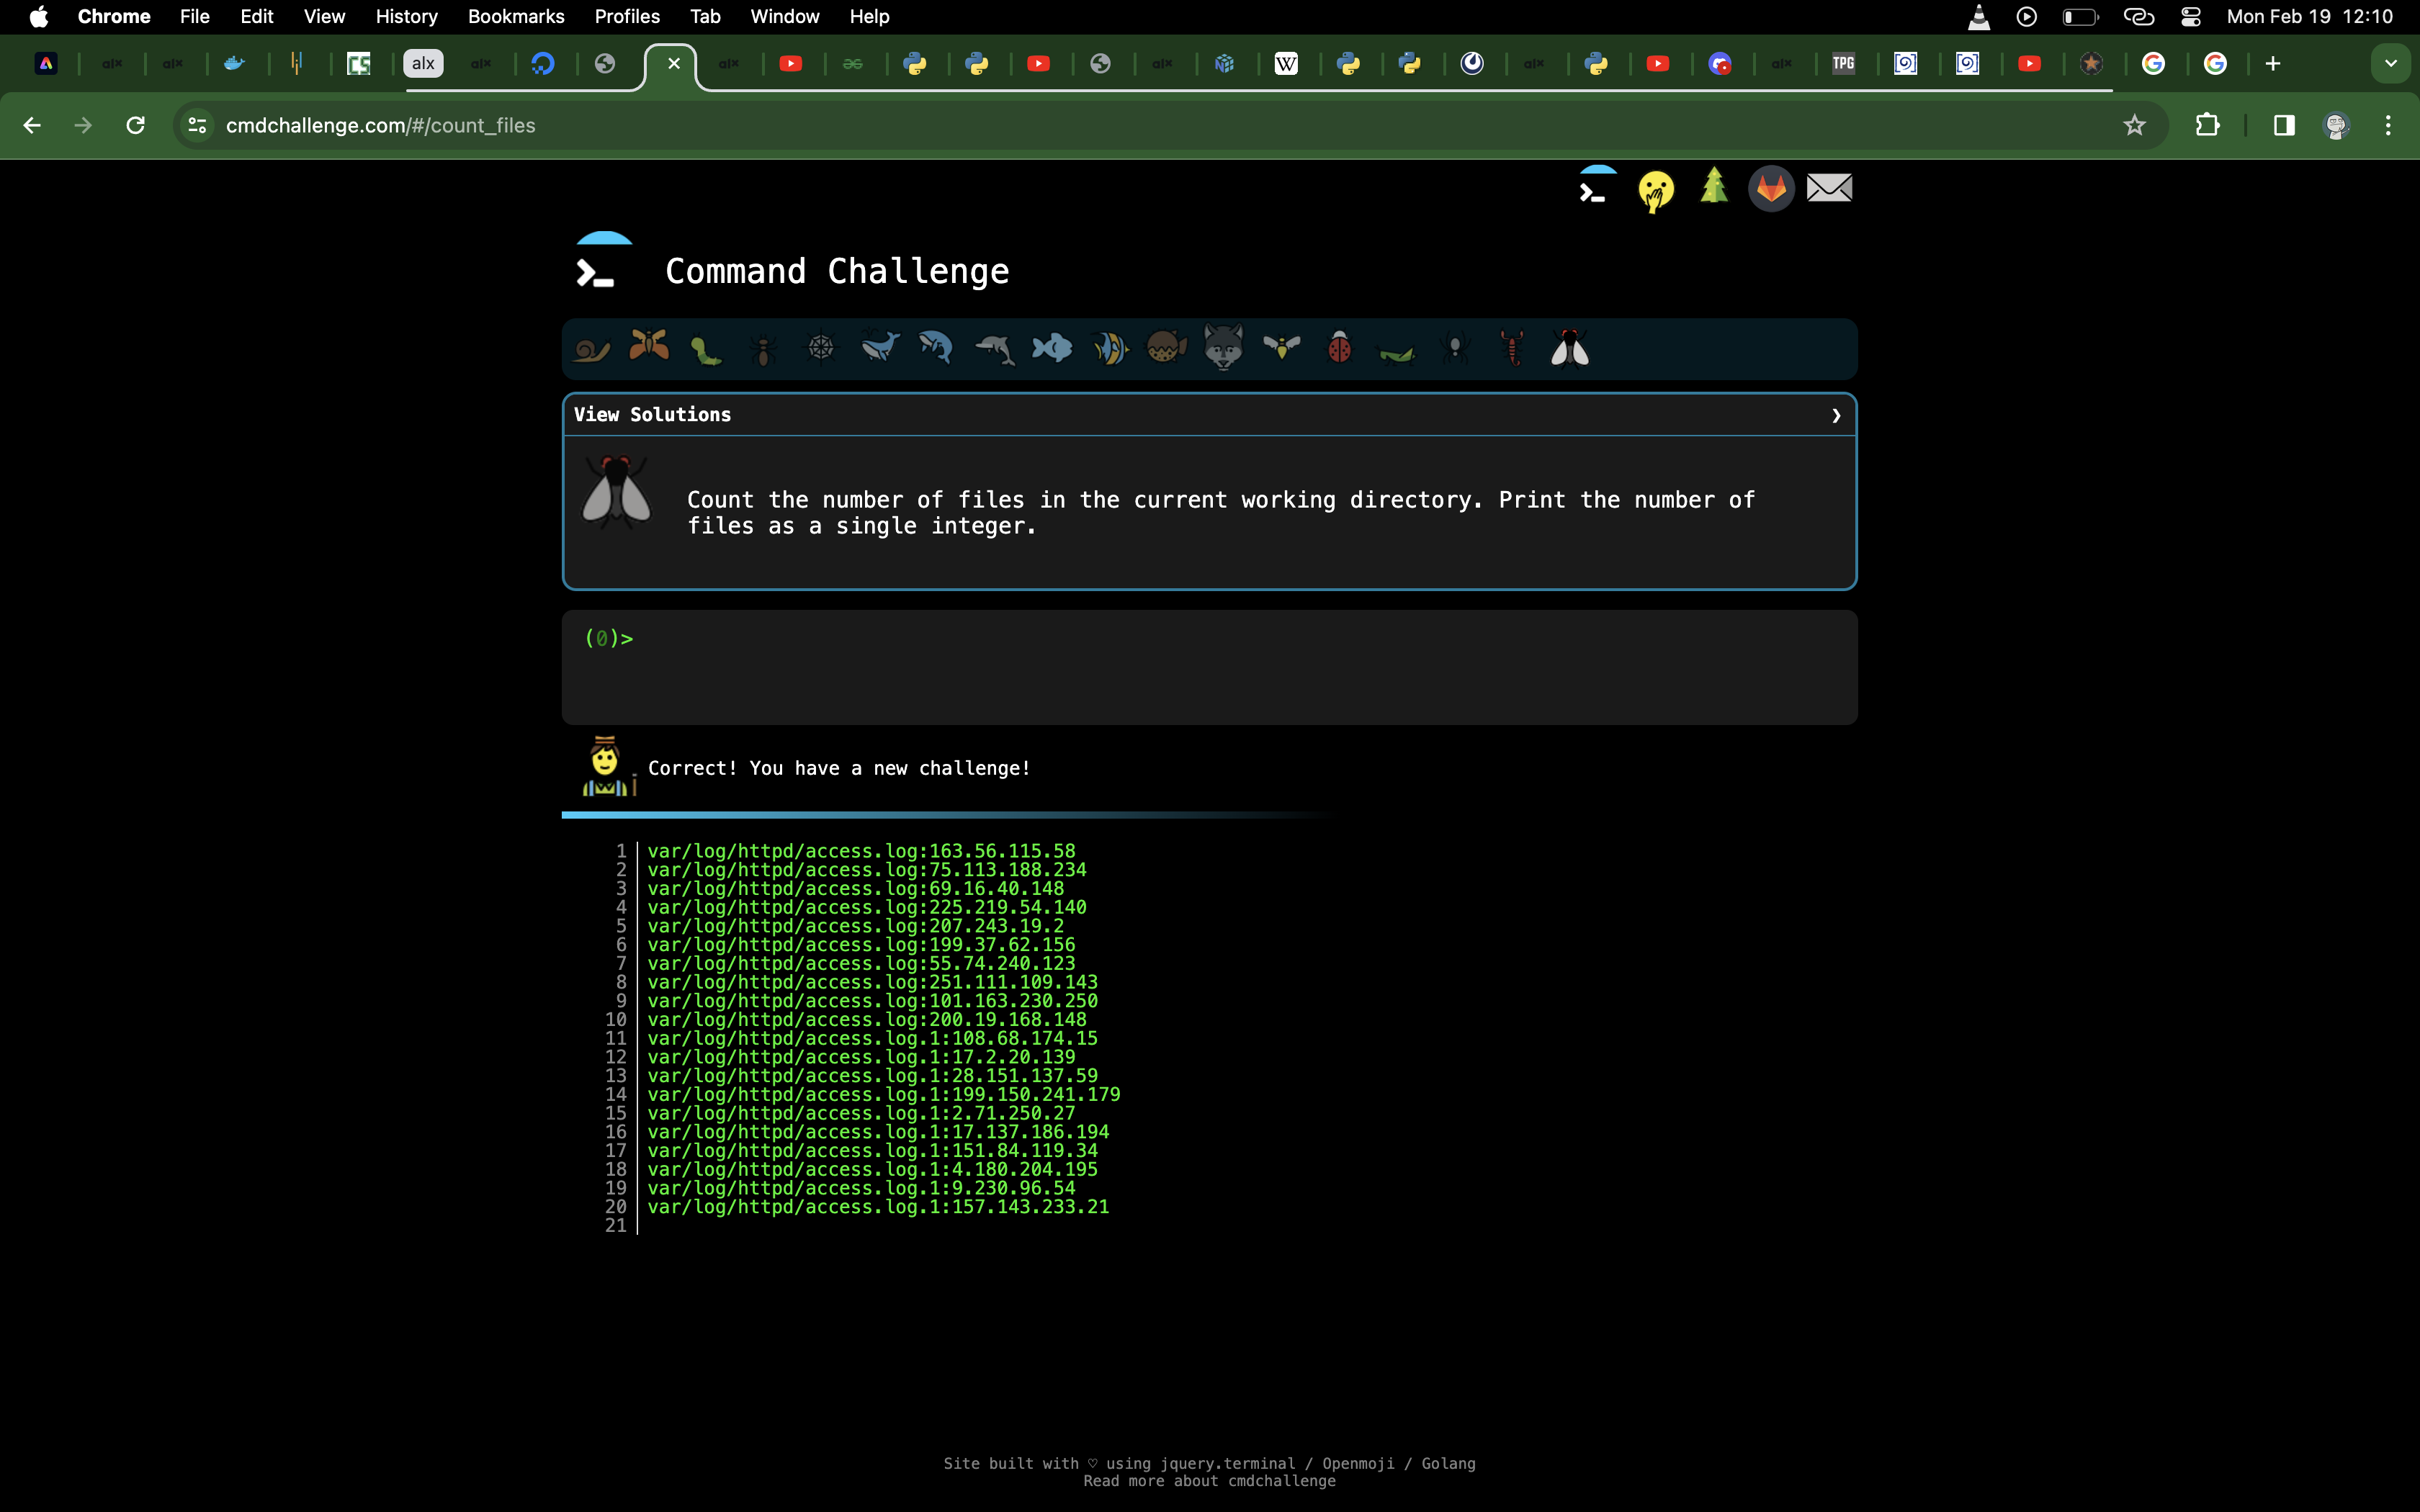 Chrome File Edit View History Bookmarks Profiles Tab Window Help Mon Feb 19 12:10
alx alx CS alx alx alx alx W alx alx TPG
cmdchallenge.com/#/count_files
Command Challenge
View Solutions
Count the number of files in the current working directory. Print the number of
files as a single integer.
(0)>
Correct! You have a new challenge!
1 var/log/httpd/access.log:163.56.115.58
2 var/log/httpd/access.log:75.113.188.234
3 var/log/httpd/access.log:69.16.40.148
4 var/log/httpd/access.log:225.219.54.140
5 var/log/httpd/access.log:207.243.19.2
6 var/log/httpd/access.log:199.37.62.156
7 var/log/httpd/access.log:55.74.240.123
8 var/log/httpd/access.log:251.111.109.143
9 var/log/httpd/access.log:101.163.230.250
10 var/log/httpd/access.log:200.19.168.148
11 var/log/httpd/access.log.1:108.68.174.15
12 var/log/httpd/access.log.1:17.2.20.139
13 var/log/httpd/access.log.1:28.151.137.59
14 var/log/httpd/access.log.1:199.150.241.179
15 var/log/httpd/access.log.1:2.71.250.27
16 var/log/httpd/access.log.1:17.137.186.194
17 var/log/httpd/access.log.1:151.84.119.34
18 var/log/httpd/access.log.1:4.180.204.195
19 var/log/httpd/access.log.1:9.230.96.54
20 var/log/httpd/access.log.1:157.143.233.21
21
Site built with ♡ using jquery.terminal / Openmoji / Golang
Read more about cmdchallenge